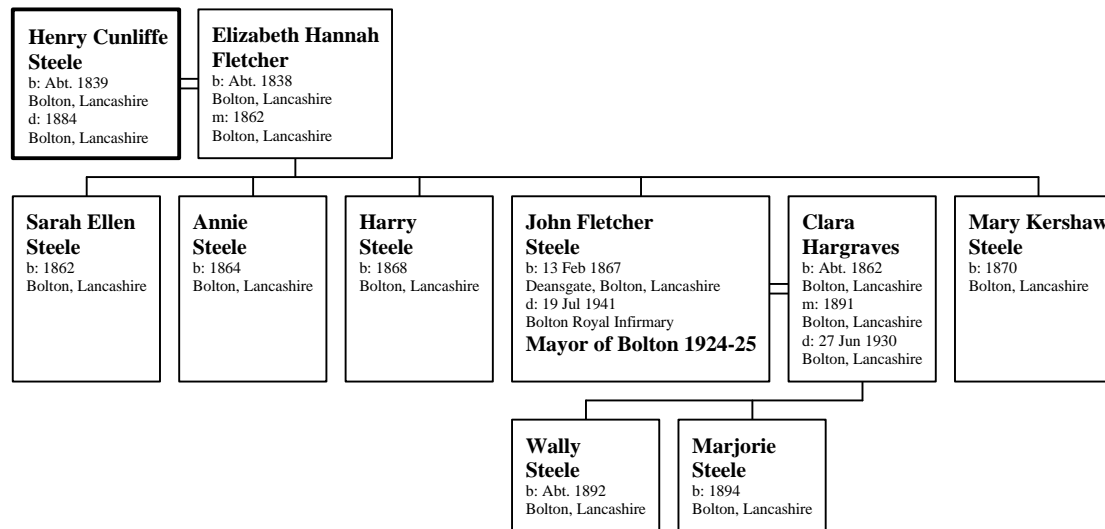 Henry Cunliffe
Steele
b: Abt. 1839
Bolton, Lancashire
d: 1884
Bolton, Lancashire
Elizabeth Hannah
Fletcher
b: Abt. 1838
Bolton, Lancashire
m: 1862
Bolton, Lancashire
Sarah Ellen
Steele
b: 1862
Bolton, Lancashire
Annie
Steele
b: 1864
Bolton, Lancashire
Harry
Steele
b: 1868
Bolton, Lancashire
John Fletcher
Steele
b: 13 Feb 1867
Deansgate, Bolton, Lancashire
d: 19 Jul 1941
Bolton Royal Infirmary
Mayor of Bolton 1924-25
Clara
Hargraves
b: Abt. 1862
Bolton, Lancashire
m: 1891
Bolton, Lancashire
d: 27 Jun 1930
Bolton, Lancashire
Mary Kershaw
Steele
b: 1870
Bolton, Lancashire
Wally
Steele
b: Abt. 1892
Bolton, Lancashire
Marjorie
Steele
b: 1894
Bolton, Lancashire